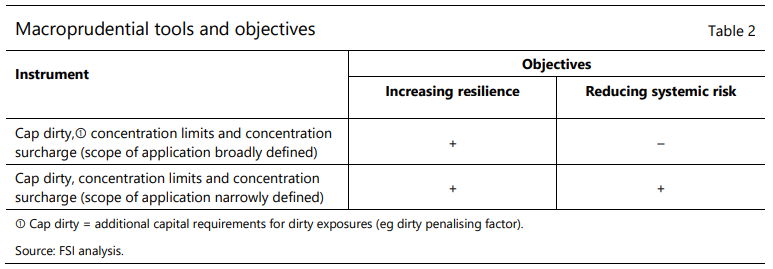 Macroprudential tools and objectives
Table 2
Instrument
Objectives
Increasing resilience
Reducing systemic risk
Cap dirty,① concentration limits and concentration
surcharge (scope of application broadly defined)
+
–
Cap dirty, concentration limits and concentration
surcharge (scope of application narrowly defined)
+
+
① Cap dirty = additional capital requirements for dirty exposures (eg dirty penalising factor).
Source: FSI analysis.